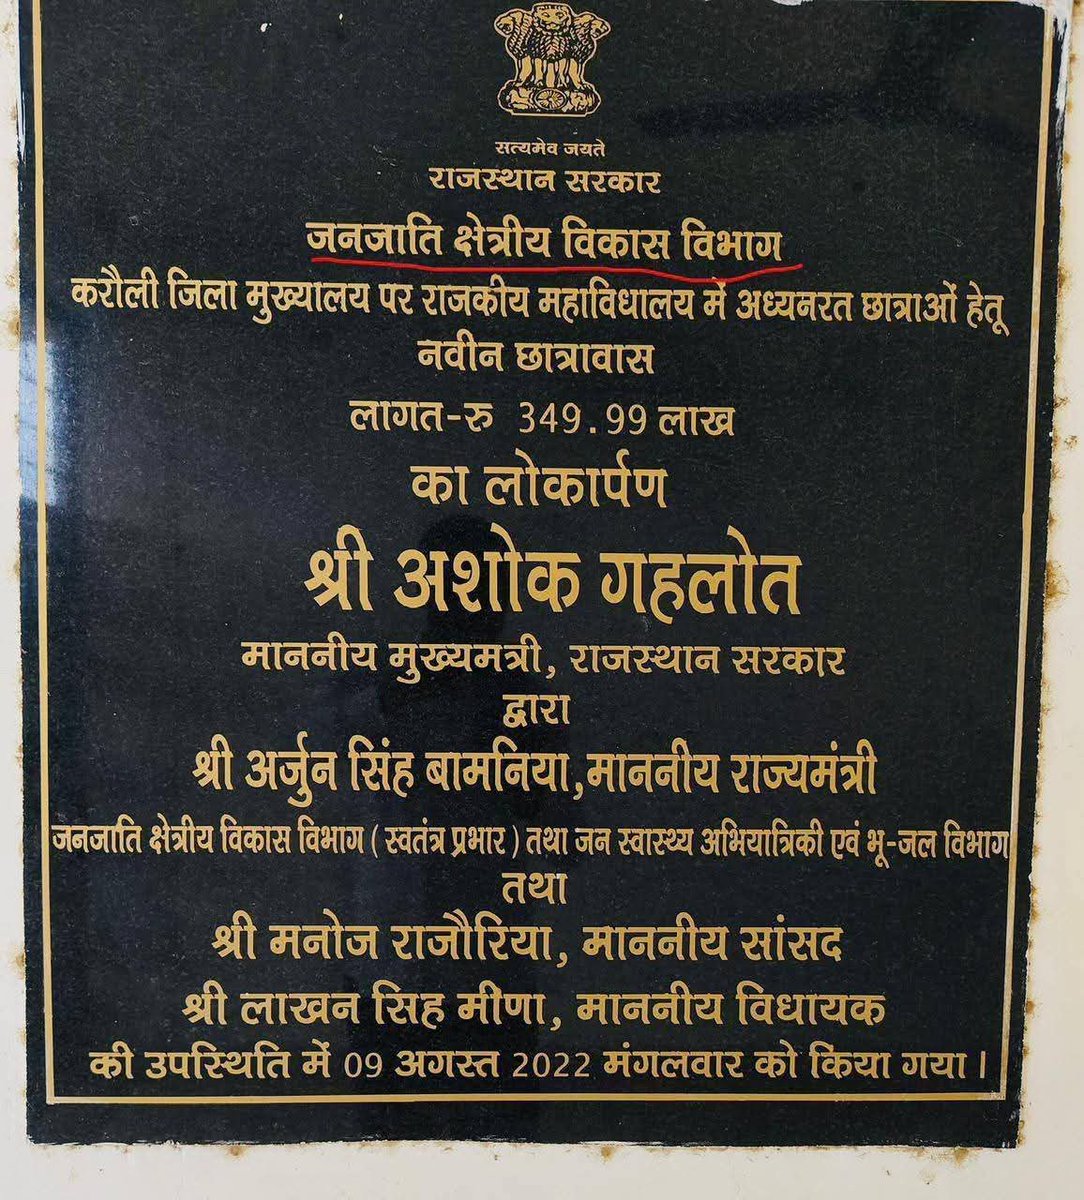 सत्यमेव जयते
राजस्थान सरकार
जनजाति क्षेत्रीय विकास विभाग
करौली जिला मुख्यालय पर राजकीय महाविधालय में अध्यनरत छात्राओं हेतू
नवीन छात्रावास
लागत-रु 349.99 लाख
का लोकार्पण
श्री अशोक गहलोत
माननीय मुख्यमत्री, राजस्थान सरकार
द्वारा
श्री अर्जुन सिंह बामनिया,माननीय राज्यमंत्री
जनजाति क्षेत्रीय विकास विभाग ( स्वतंत्र प्रभार ) तथा जन स्वास्थ्य अभियात्रिकी एवं भू-जल विभाग
तथा
श्री मनोज राजौरिया, माननीय सांसद
श्री लाखन सिह मीणा, माननीय विधायक
की उपस्थिति में 09 अगस्त 2022 मंगलवार को किया गया ।